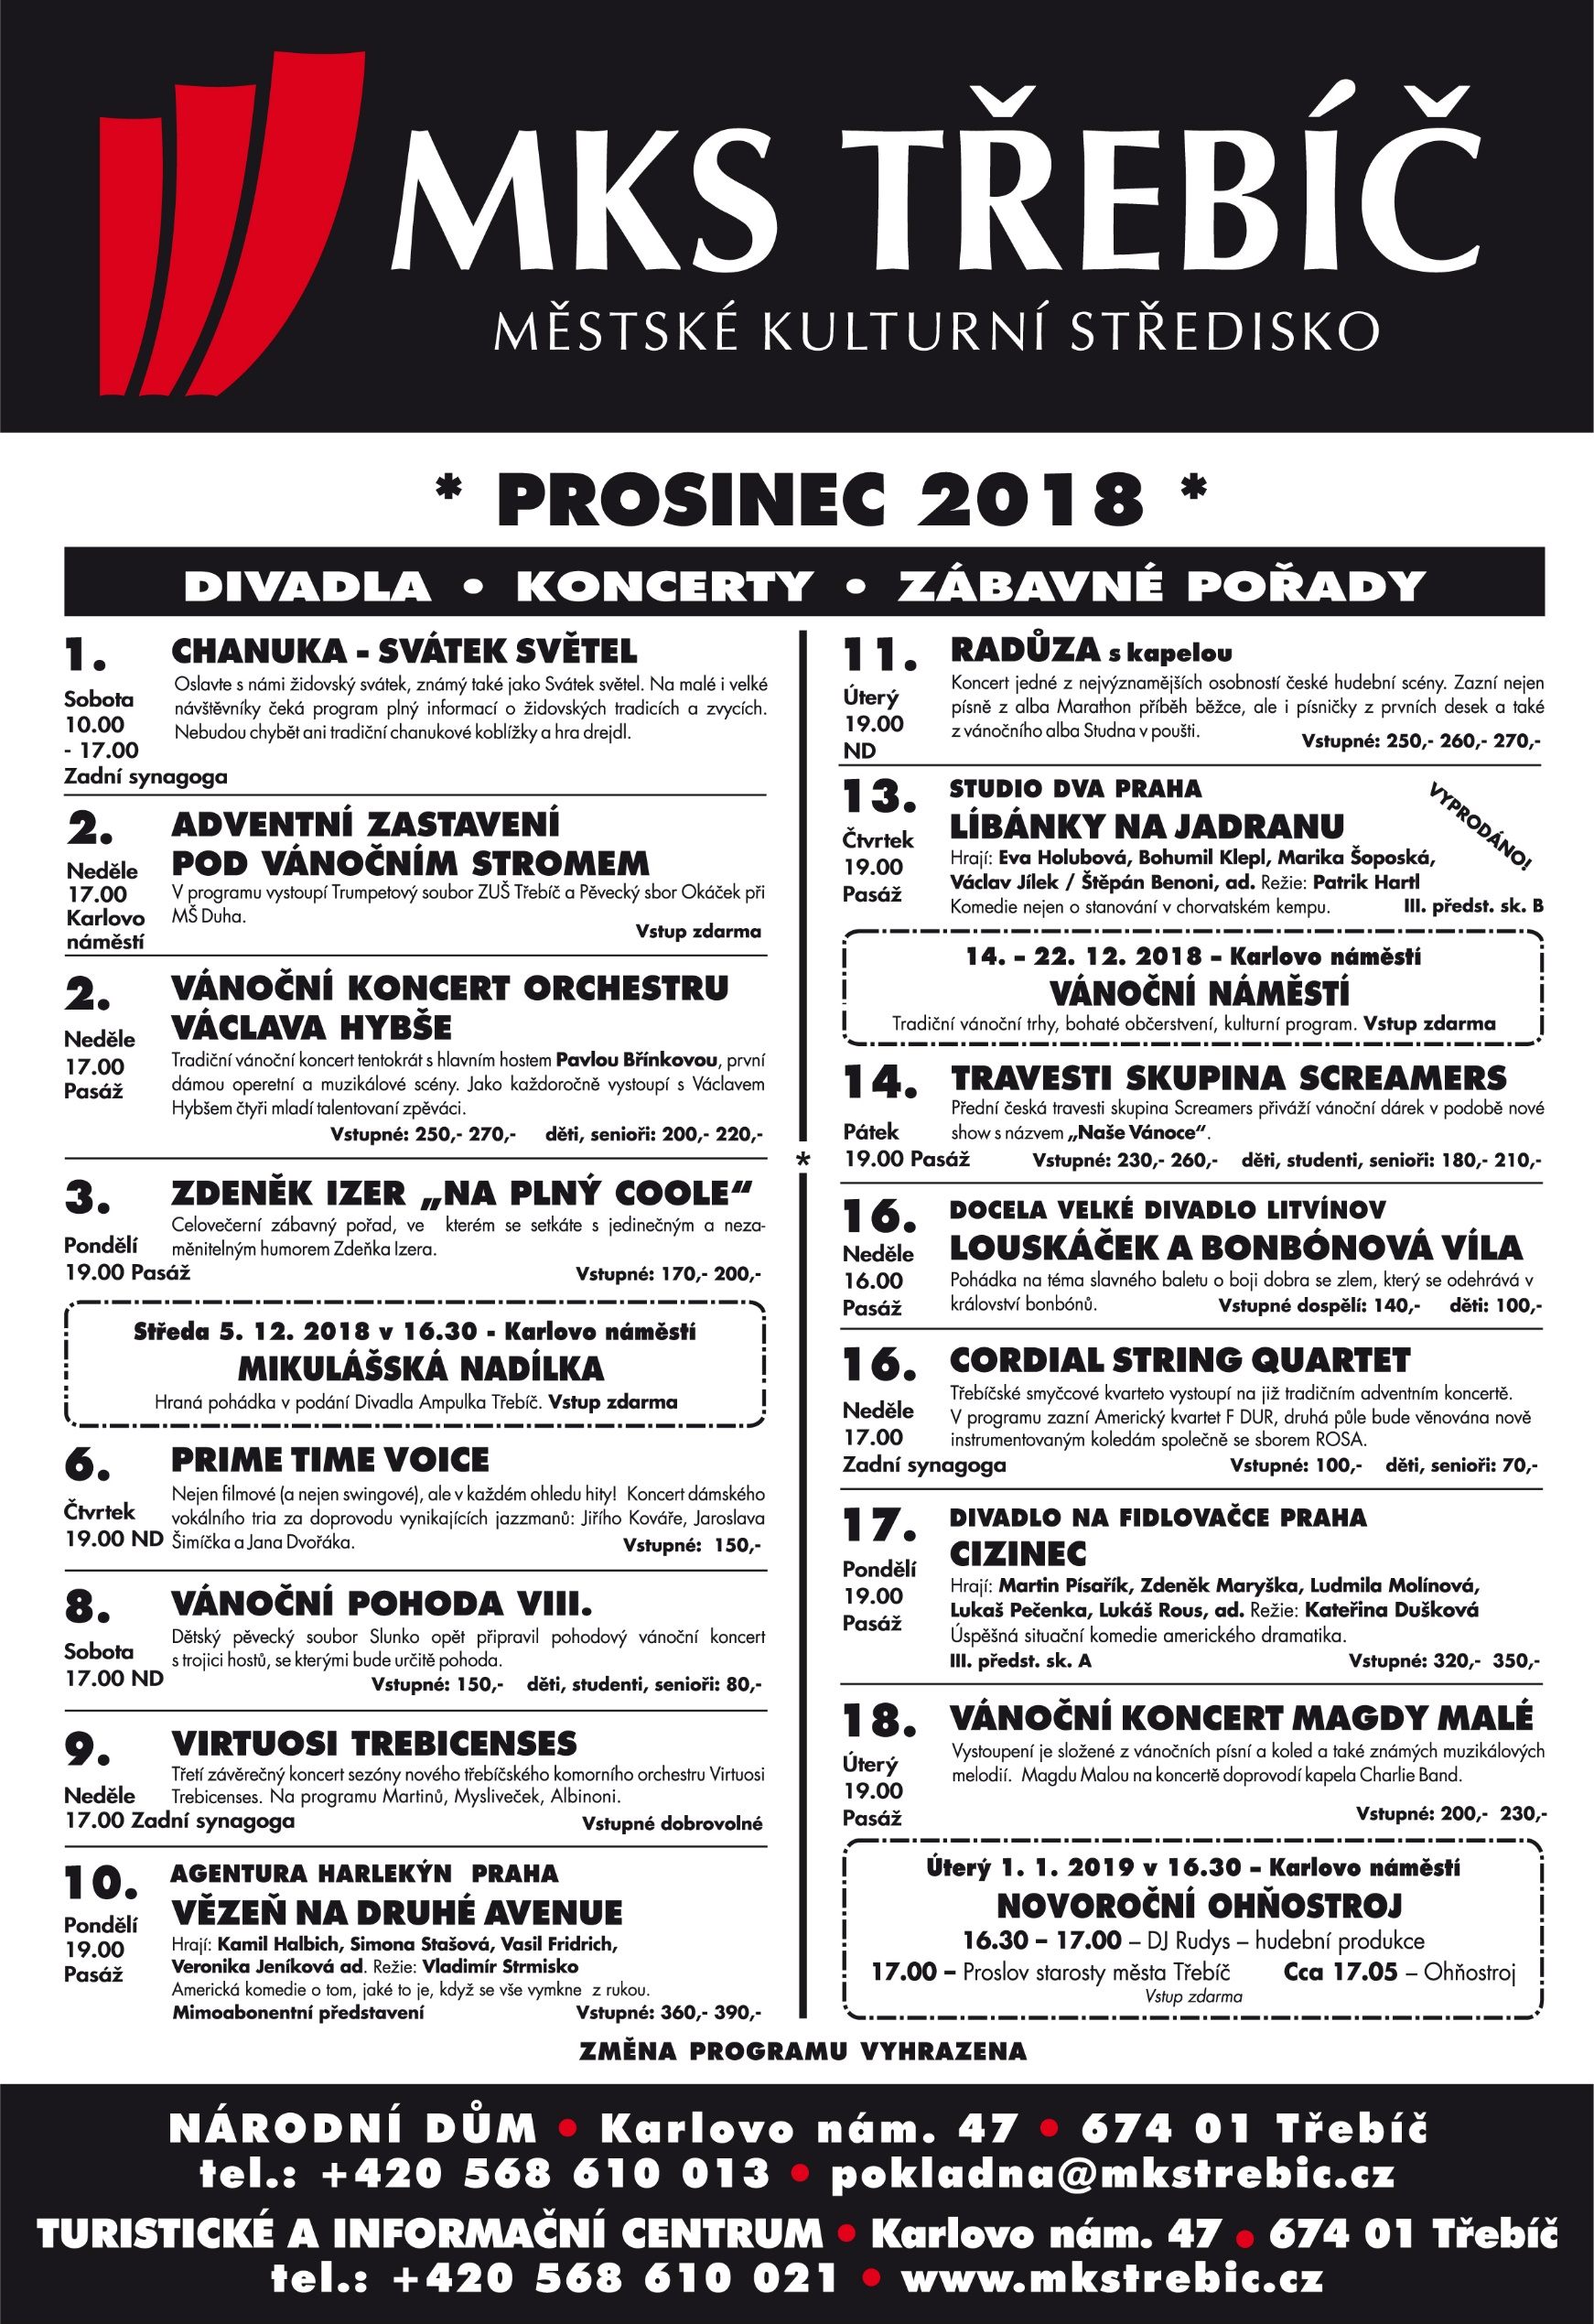 MKS TŘEBÍČ
MĚSTSKÉ KULTURNÍ STŘEDISKO
* PROSINEC 2018 *
DIVADLA • KONCERTY • ZÁBAVNÉ POŘADY
1.
Sobota
10.00
- 17.00
Zadní synagoga
CHANUKA - SVÁTEK SVĚTEL
Oslavte s námi židovský svátek, známý také jako Svátek světel. Na malé i velké
návštěvníky čeká program plný informací o židovských tradicích a zvycích.
Nebudou chybět ani tradiční chanukové koblížky a hra drejdl.
2.
Neděle
17.00
Karlovo
náměstí
ADVENTNÍ ZASTAVENÍ
POD VÁNOČNÍM STROMEM
V programu vystoupí Trumpetový soubor ZUŠ Třebíč a Pěvecký sbor Okáček při
MŠ Duha.
Vstup zdarma
2.
Neděle
17.00
Pasáž
VÁNOČNÍ KONCERT ORCHESTRU
VÁCLAVA HYBŠE
Tradiční vánoční koncert tentokrát s hlavním hostem Pavlou Břínkovou, první
dámou operetní a muzikálové scény. Jako každoročně vystoupí s Václavem
Hybšem čtyři mladí talentovaní zpěváci.
Vstupné: 250,- 270,- děti, senioři: 200,- 220,-
3.
Pondělí
19.00 Pasáž
ZDENĚK IZER „NA PLNÝ COOLE“
Celovečerní zábavný pořad, ve kterém se setkáte s jedinečným a neza-
měnitelným humorem Zdeňka Izera.
Vstupné: 170,- 200,-
Středa 5. 12. 2018 v 16.30 - Karlovo náměstí
MIKULÁŠSKÁ NADÍLKA
Hraná pohádka v podání Divadla Ampulka Třebíč. Vstup zdarma
6.
Čtvrtek
19.00 ND
PRIME TIME VOICE
Nejen filmové (a nejen swingové), ale v každém ohledu hity! Koncert dámského
vokálního tria za doprovodu vynikajících jazzmanů: Jiřího Kováře, Jaroslava
Šimíčka a Jana Dvořáka.
Vstupné: 150,-
8.
Sobota
17.00 ND
VÁNOČNÍ POHODA VIII.
Dětský pěvecký soubor Slunko opět připravil pohodový vánoční koncert
s trojici hostů, se kterými bude určitě pohoda.
Vstupné: 150,- děti, studenti, senioři: 80,-
9.
Neděle
17.00 Zadní synagoga
VIRTUOSI TREBICENSES
Třetí závěrečný koncert sezóny nového třebíčského komorního orchestru Virtuosi
Trebicenses. Na programu Martinů, Mysliveček, Albinoni.
Vstupné dobrovolné
10.
Pondělí
19.00
Pasáž
AGENTURA HARLEKÝN PRAHA
VĚZEŇ NA DRUHÉ AVENUE
Hrají: Kamil Halbich, Simona Stašová, Vasil Fridrich,
Veronika Jeníková ad. Režie: Vladimír Strmisko
Americká komedie o tom, jaké to je, když se vše vymkne z rukou.
Mimoabonentní představení Vstupné: 360,- 390,-
*
11.
Úterý
19.00
ND
RADŮZA s kapelou
Koncert jedné z nejvýznamějších osobností české hudební scény. Zazní nejen
písně z alba Marathon příběh běžce, ale i písničky z prvních desek a také
z vánočního alba Studna v poušti.
Vstupné: 250,- 260,- 270,-
13.
Čtvrtek
19.00
Pasáž
STUDIO DVA PRAHA
LÍBÁNKY NA JADRANU
VYPRODÁNO!
Hrají: Eva Holubová, Bohumil Klepl, Marika Šoposká,
Václav Jílek / Štěpán Benoni, ad. Režie: Patrik Hartl
Komedie nejen o stanování v chorvatském kempu. III. předst. sk. B
14. – 22. 12. 2018 – Karlovo náměstí
VÁNOČNÍ NÁMĚSTÍ
Tradiční vánoční trhy, bohaté občerstvení, kulturní program. Vstup zdarma
14.
Pátek
19.00 Pasáž
TRAVESTI SKUPINA SCREAMERS
Přední česká travesti skupina Screamers přiváží vánoční dárek v podobě nové
show s názvem „Naše Vánoce“.
Vstupné: 230,- 260,- děti, studenti, senioři: 180,- 210,-
16.
Neděle
16.00
Pasáž
DOCELA VELKÉ DIVADLO LITVÍNOV
LOUSKÁČEK A BONBÓNOVÁ VÍLA
Pohádka na téma slavného baletu o boji dobra se zlem, který se odehrává v
království bonbónů.
Vstupné dospělí: 140,- děti: 100,-
16.
Neděle
17.00
Zadní synagoga
CORDIAL STRING QUARTET
Třebíčské smyčcové kvarteto vystoupí na již tradičním adventním koncertě.
V programu zazní Americký kvartet F DUR, druhá půle bude věnována nově
instrumentovaným koledám společně se sborem ROSA.
Vstupné: 100,- děti, senioři: 70,-
17.
Pondělí
19.00
Pasáž
DIVADLO NA FIDLOVAČCE PRAHA
CIZINEC
Hrají: Martin Písařík, Zdeněk Maryška, Ludmila Molínová,
Lukaš Pečenka, Lukáš Rous, ad. Režie: Kateřina Dušková
Úspěšná situační komedie amerického dramatika.
III. předst. sk. A Vstupné: 320,- 350,-
18.
Úterý
19.00
Pasáž
VÁNOČNÍ KONCERT MAGDY MALÉ
Vystoupení je složené z vánočních písní a koled a také známých muzikálových
melodií. Magdu Malou na koncertě doprovodí kapela Charlie Band.
Vstupné: 200,- 230,-
Úterý 1. 1. 2019 v 16.30 – Karlovo náměstí
NOVOROČNÍ OHŇOSTROJ
16.30 – 17.00 – DJ Rudys – hudební produkce
17.00 – Proslov starosty města Třebíč Cca 17.05 – Ohňostroj
Vstup zdarma
ZMĚNA PROGRAMU VYHRAZENA
NÁRODNÍ DŮM • Karlovo nám. 47 • 674 01 Třebíč
tel.: +420 568 610 013 • pokladna@mkstrebic.cz
TURISTICKÉ A INFORMAČNÍ CENTRUM • Karlovo nám. 47 • 674 01 Třebíč
tel.: +420 568 610 021 • www.mkstrebic.cz